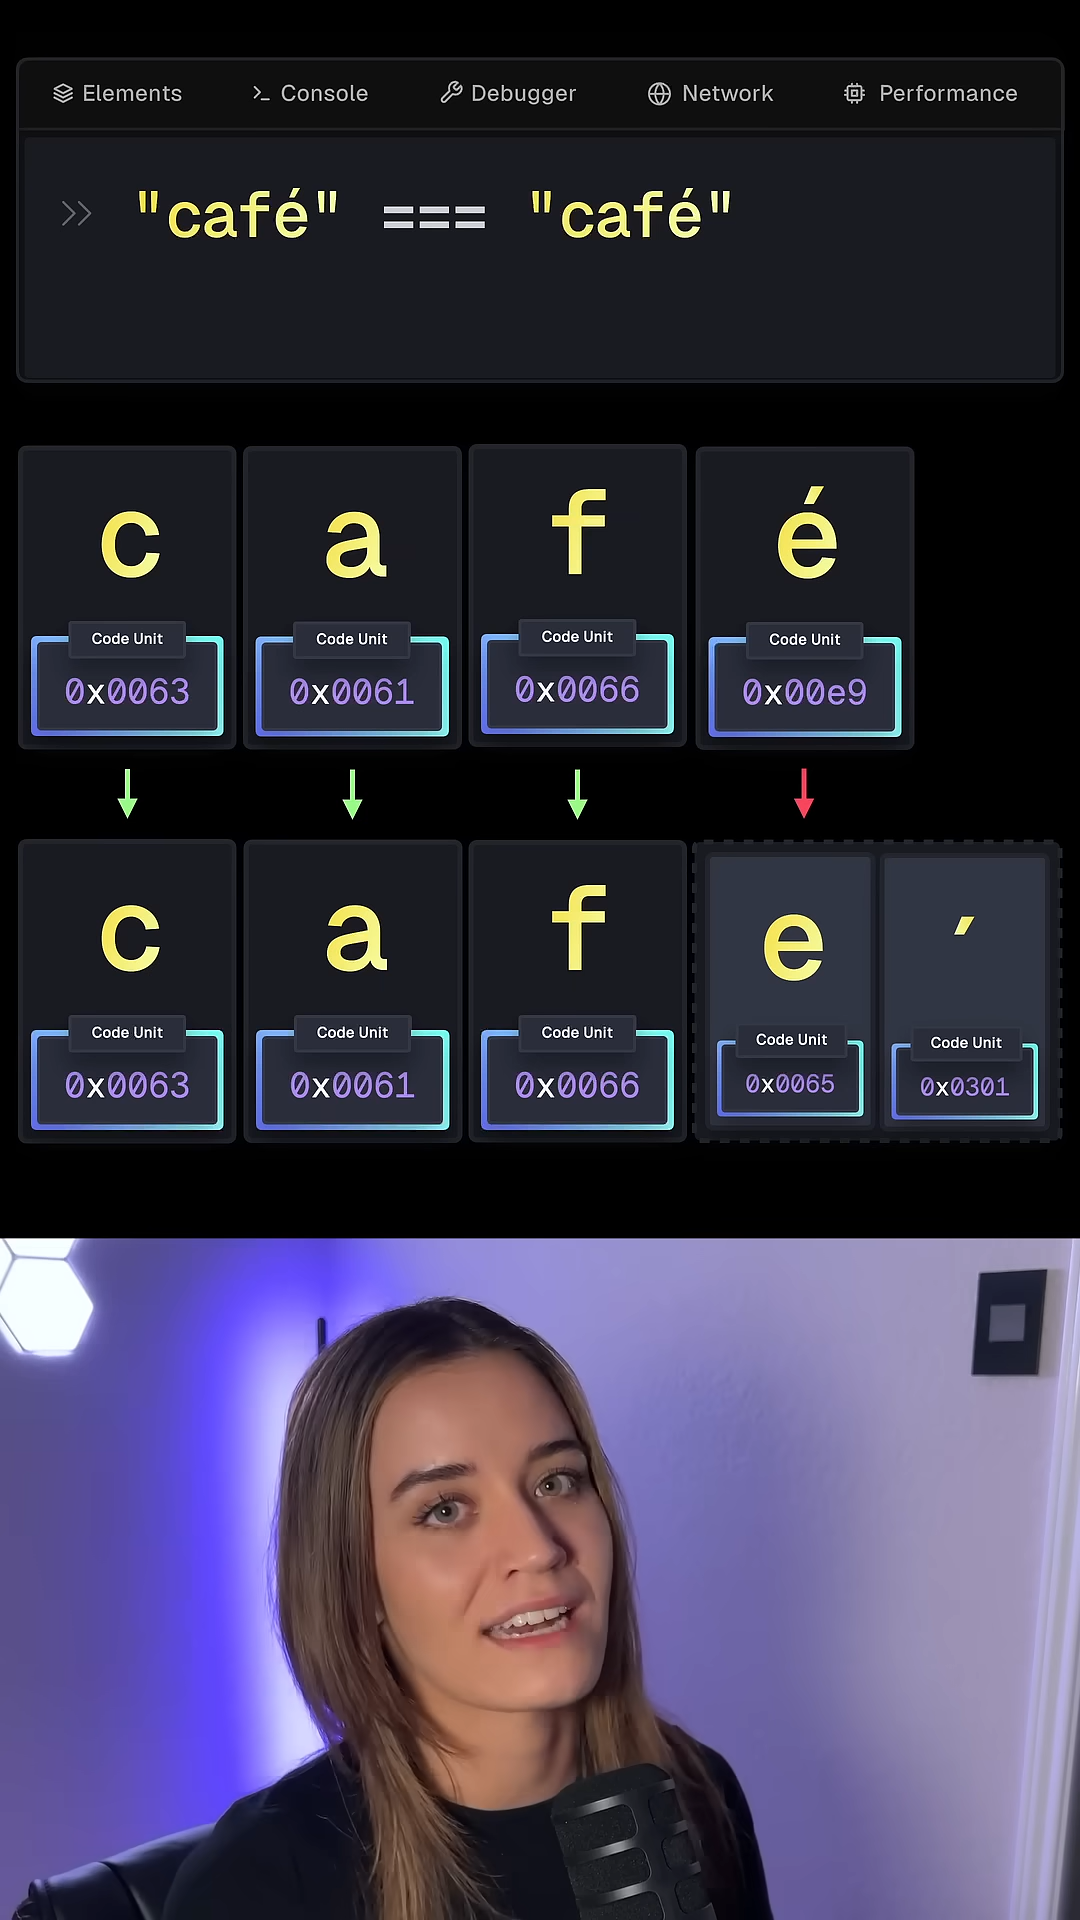 Elements Console Debugger Network Performance
>> "café" === "café"
c a f é
Code Unit Code Unit Code Unit Code Unit
0x0063 0x0061 0x0066 0x00e9
c a f e ´
Code Unit Code Unit Code Unit Code Unit Code Unit
0x0063 0x0061 0x0066 0x0065 0x0301